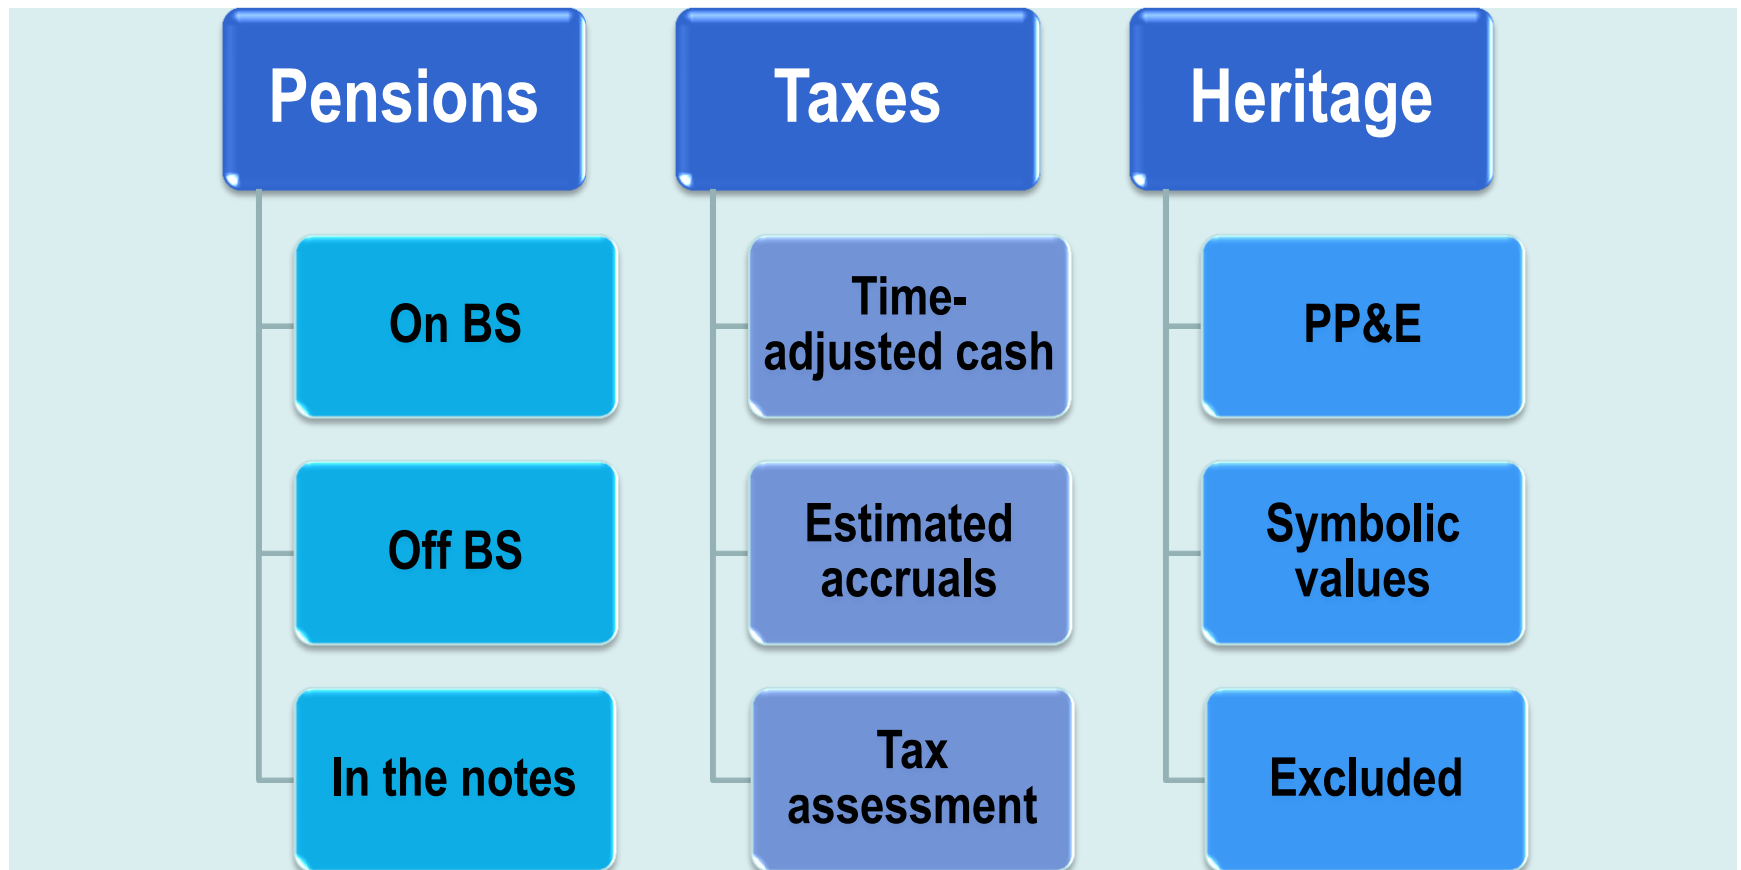 Pensions
On BS
Off BS
In the notes
Taxes
Time-
adjusted cash
Estimated
accruals
Tax
assessment
Heritage
PP&E
Symbolic
values
Excluded